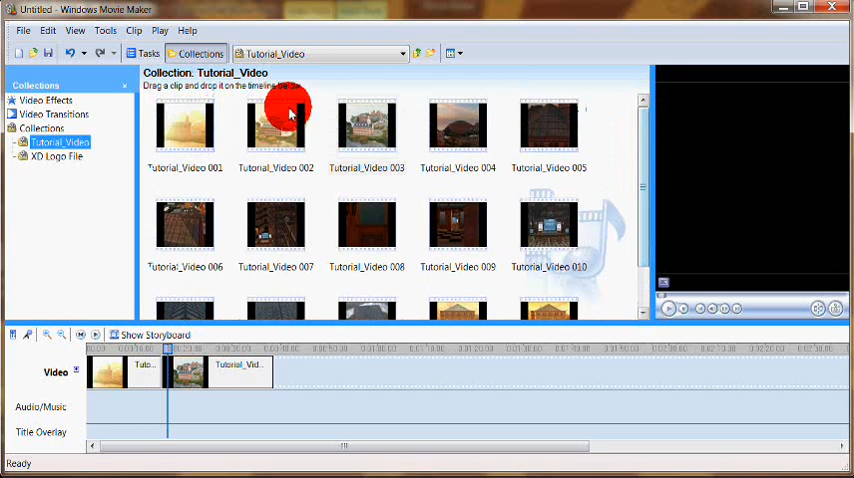 Untitled - Windows Movie Maker
File Edit View Tools Clip Play Help
Tasks Collections Tutorial_Video
Collections
Video Effects
Video Transitions
Collections
Tutorial_Video
XD Logo File
Collection: Tutorial_Video
Drag a clip and drop it on the timeline below.
Tutorial_Video 001 Tutorial_Video 002 Tutorial_Video 003 Tutorial_Video 004 Tutorial_Video 005
Tutorial_Video 006 Tutorial_Video 007 Tutorial_Video 008 Tutorial_Video 009 Tutorial_Video 010
Show Storyboard
Video Tuto... Tutorial_Vid...
Audio/Music
Title Overlay
Ready